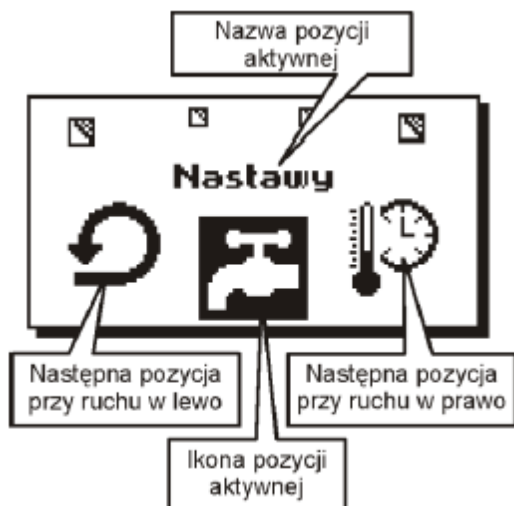 Nazwa pozycji
aktywnej
Nastawy
Następna pozycja
przy ruchu w lewo
Następna pozycja
przy ruchu w prawo
Ikona pozycji
aktywnej